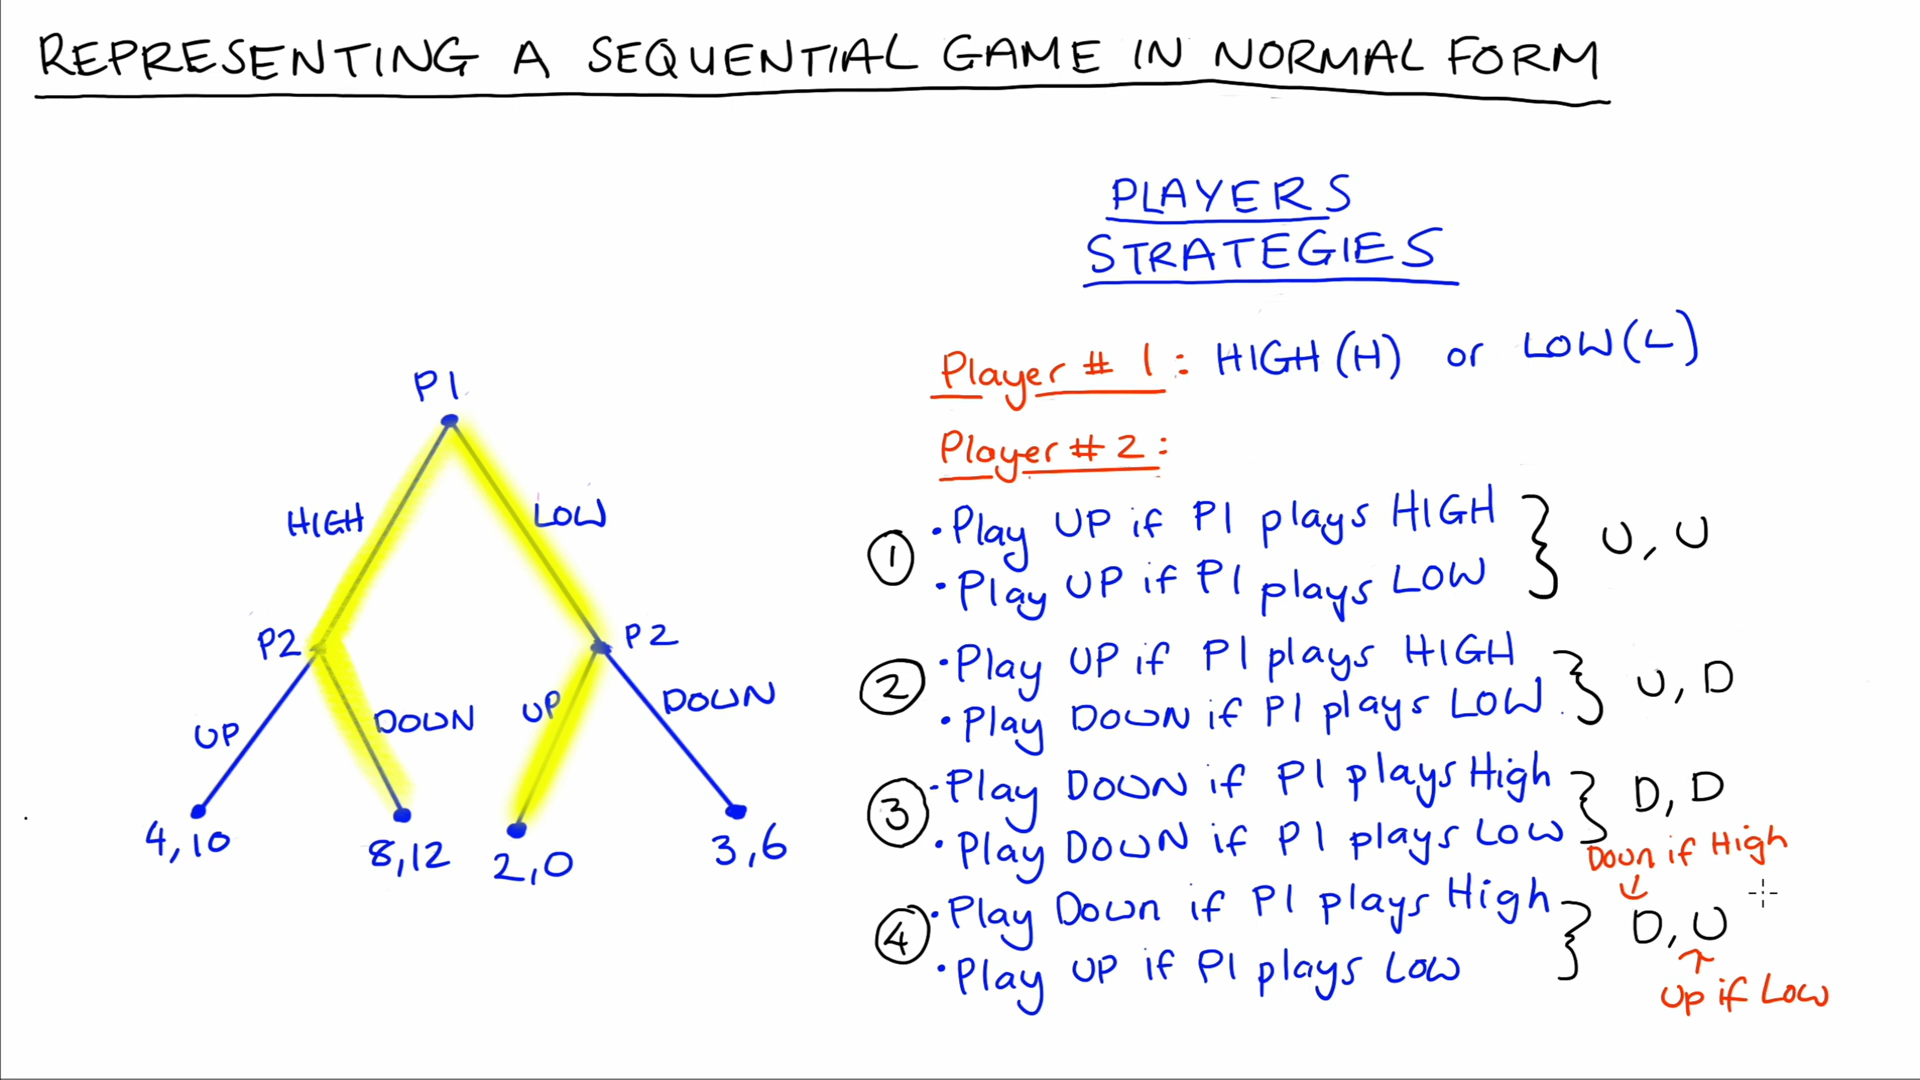 REPRESENTING A SEQUENTIAL GAME IN NORMAL FORM
PLAYERS
STRATEGIES
P1
HIGH
LOW
P2
P2
UP
DOWN
UP
DOWN
4,10
8,12
2,0
3,6
Player # 1 : HIGH (H) or LOW (L)
Player # 2 :
1
• Play UP if P1 plays HIGH
• Play UP if P1 plays LOW
U, U
2
• Play UP if P1 plays HIGH
• Play DOWN if P1 plays LOW
U, D
3
• Play DOWN if P1 plays High
• Play DOWN if P1 plays Low
D, D
4
• Play Down if P1 plays High
• Play UP if P1 plays Low
Down if High
D, U
Up if Low